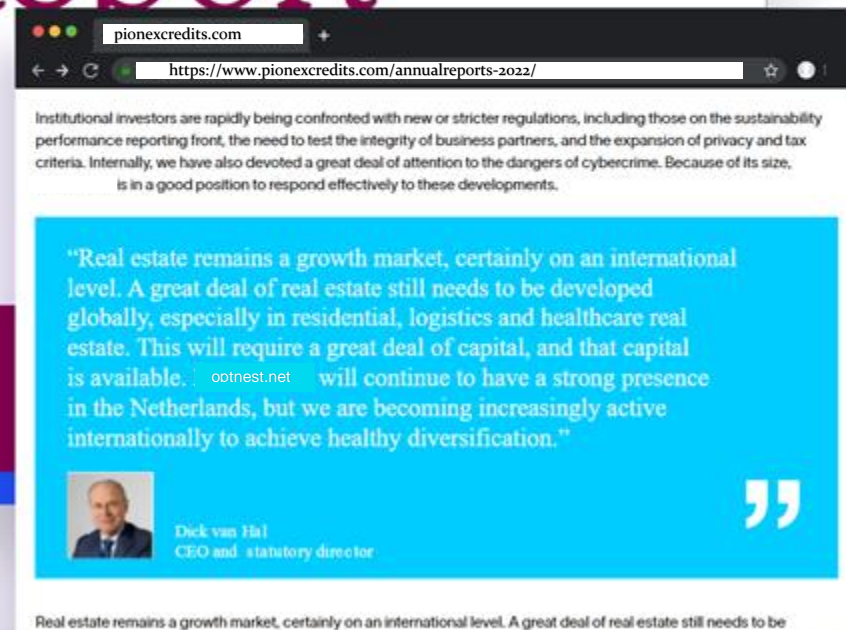 pionexcredits.com
https://www.pionexcredits.com/annualreports-2022/
Institutional investors are rapidly being confronted with new or stricter regulations, including those on the sustainability
performance reporting front, the need to test the integrity of business partners, and the expansion of privacy and tax
criteria. Internally, we have also devoted a great deal of attention to the dangers of cybercrime. Because of its size,
is in a good position to respond effectively to these developments.
“Real estate remains a growth market, certainly on an international
level. A great deal of real estate still needs to be developed
globally, especially in residential, logistics and healthcare real
estate. This will require a great deal of capital, and that capital
is available. optnest.net will continue to have a strong presence
in the Netherlands, but we are becoming increasingly active
internationally to achieve healthy diversification.”
Dick van Hal
CEO and statutory director
Real estate remains a growth market, certainly on an international level. A great deal of real estate still needs to be